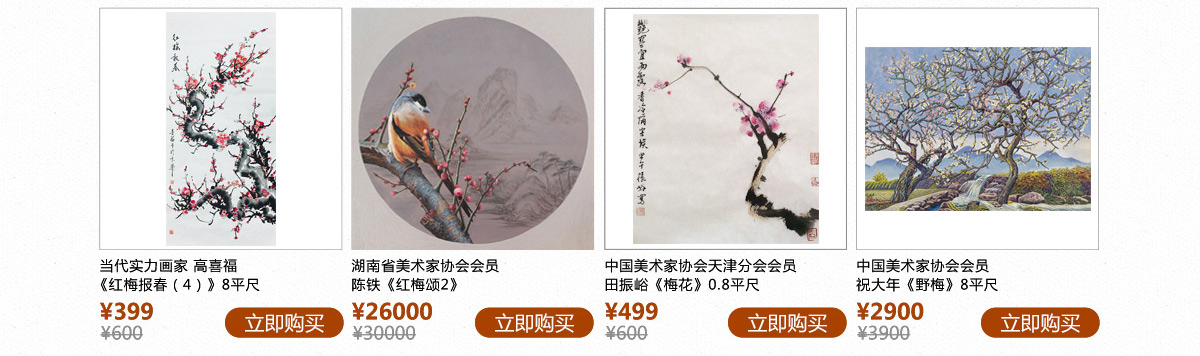 红梅报春
当代实力画家 高喜福
《红梅报春（4）》8平尺
¥399
¥600
立即购买
湖南省美术家协会会员
陈铁《红梅颂2》
¥26000
¥30000
立即购买
中国美术家协会天津分会会员
田振峪《梅花》0.8平尺
¥499
¥600
立即购买
中国美术家协会会员
祝大年《野梅》8平尺
¥2900
¥3900
立即购买